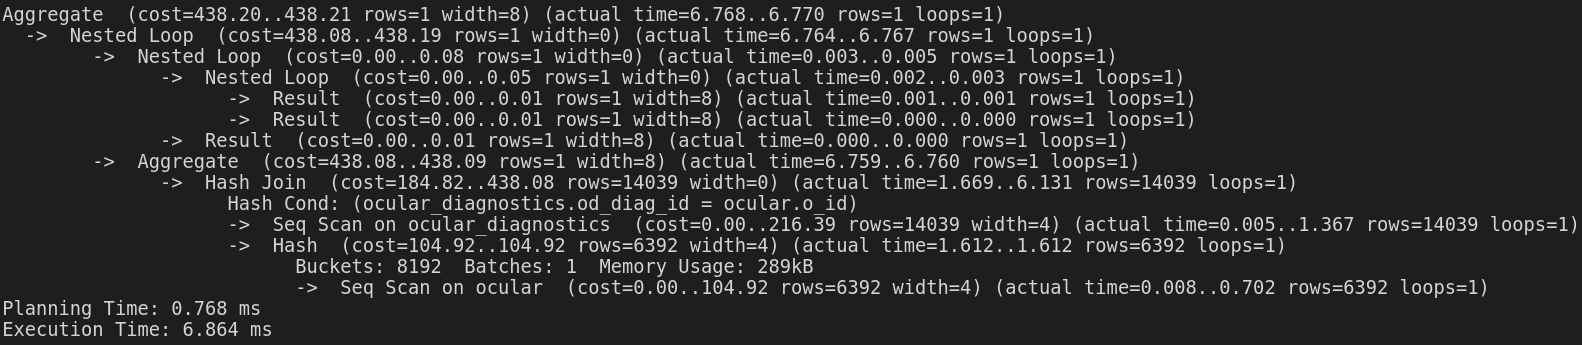 Aggregate  (cost=438.20..438.21 rows=1 width=8) (actual time=6.768..6.770 rows=1 loops=1)
  ->  Nested Loop  (cost=438.08..438.19 rows=1 width=0) (actual time=6.764..6.767 rows=1 loops=1)
        ->  Nested Loop  (cost=0.00..0.08 rows=1 width=0) (actual time=0.003..0.005 rows=1 loops=1)
              ->  Nested Loop  (cost=0.00..0.05 rows=1 width=0) (actual time=0.002..0.003 rows=1 loops=1)
                    ->  Result  (cost=0.00..0.01 rows=1 width=8) (actual time=0.001..0.001 rows=1 loops=1)
                    ->  Result  (cost=0.00..0.01 rows=1 width=8) (actual time=0.000..0.000 rows=1 loops=1)
              ->  Result  (cost=0.00..0.01 rows=1 width=8) (actual time=0.000..0.000 rows=1 loops=1)
        ->  Aggregate  (cost=438.08..438.09 rows=1 width=8) (actual time=6.759..6.760 rows=1 loops=1)
              ->  Hash Join  (cost=184.82..438.08 rows=14039 width=0) (actual time=1.669..6.131 rows=14039 loops=1)
                    Hash Cond: (ocular_diagnostics.od_diag_id = ocular.o_id)
                    ->  Seq Scan on ocular_diagnostics  (cost=0.00..216.39 rows=14039 width=4) (actual time=0.005..1.367 rows=14039 loops=1)
                    ->  Hash  (cost=104.92..104.92 rows=6392 width=4) (actual time=1.612..1.612 rows=6392 loops=1)
                          Buckets: 8192  Batches: 1  Memory Usage: 289kB
                          ->  Seq Scan on ocular  (cost=0.00..104.92 rows=6392 width=4) (actual time=0.008..0.702 rows=6392 loops=1)
Planning Time: 0.768 ms
Execution Time: 6.864 ms